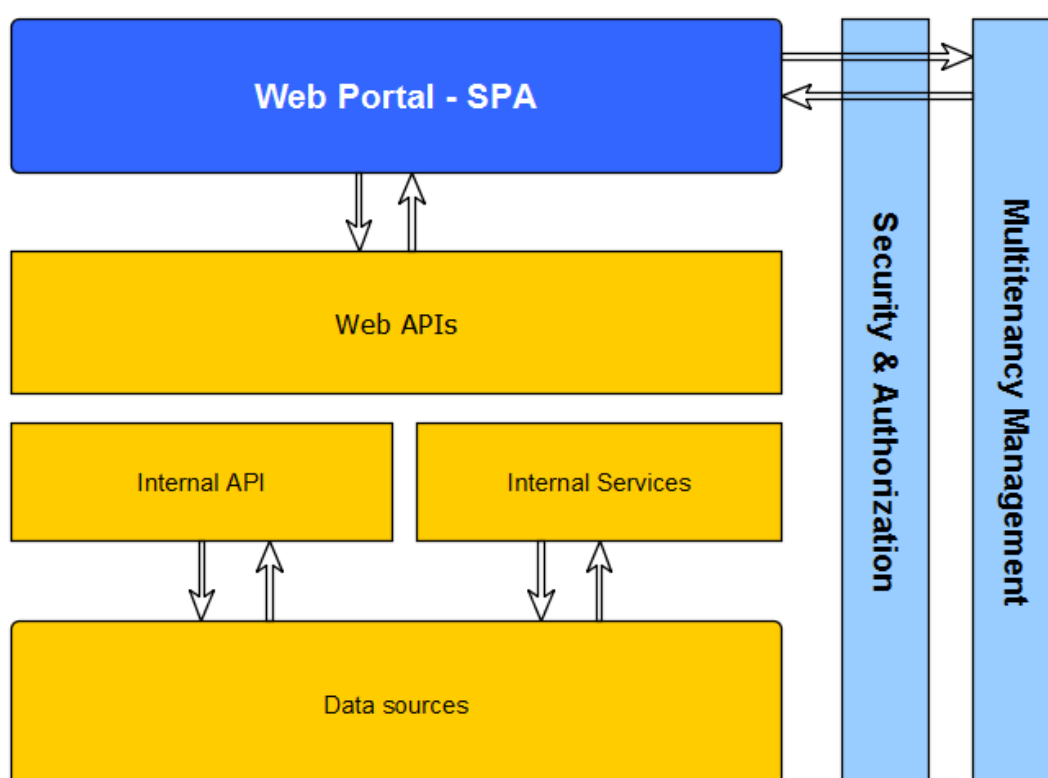 Web Portal - SPA
Web APIs
Internal API
Internal Services
Data sources
Security & Authorization
Multitenancy Management